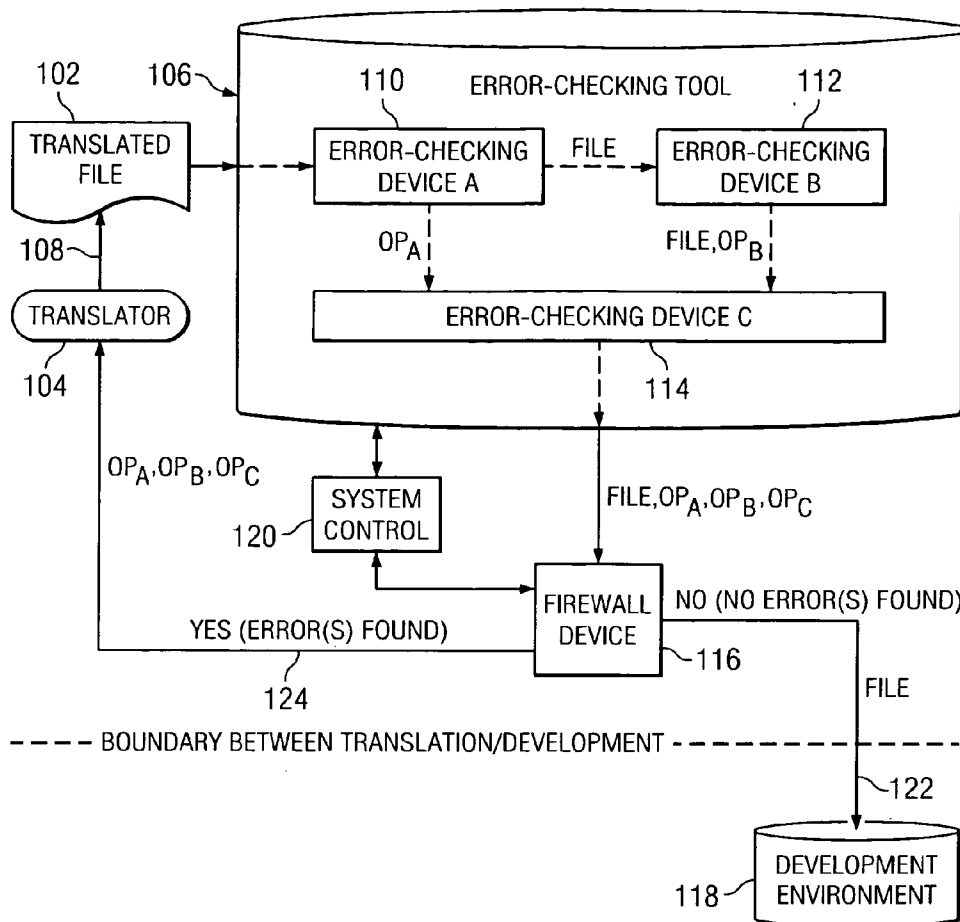 102
106
110
112
ERROR-CHECKING TOOL
TRANSLATED
FILE
ERROR-CHECKING
DEVICE A
FILE
ERROR-CHECKING
DEVICE B
108
OPA
FILE,OPB
TRANSLATOR
ERROR-CHECKING DEVICE C
104
114
OPA,OPB,OPC
SYSTEM
CONTROL
120
FILE,OPA,OPB,OPC
FIREWALL
DEVICE
NO (NO ERROR(S) FOUND)
YES (ERROR(S) FOUND)
116
124
FILE
BOUNDARY BETWEEN TRANSLATION/DEVELOPMENT
122
118
DEVELOPMENT
ENVIRONMENT